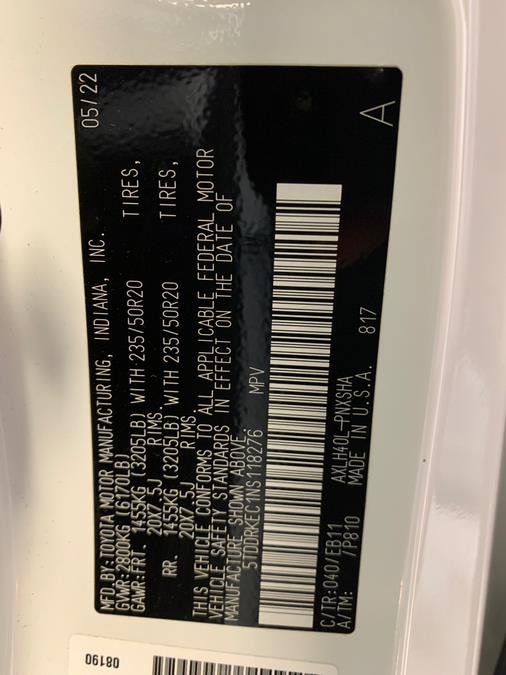 MFD.BY:TOYOTA MOTOR MANUFACTURING, INDIANA, INC. 05/22
GVWR:2800KG (6170LB)
GAWR:FRT. 1455KG (3205LB) WITH 235/50R20 TIRES,
20X7.5J RIMS.
RR. 1455KG (3205LB) WITH 235/50R20 TIRES,
20X7.5J RIMS.
THIS VEHICLE CONFORMS TO ALL APPLICABLE FEDERAL MOTOR
VEHICLE SAFETY STANDARDS IN EFFECT ON THE DATE OF
MANUFACTURE SHOWN ABOVE.
5TDDRKEC1NS118276 MPV
C/TR:040/EB11 AXLH40L-PNXSHA A
A/TM: /P810 MADE IN U.S.A. 817
08190